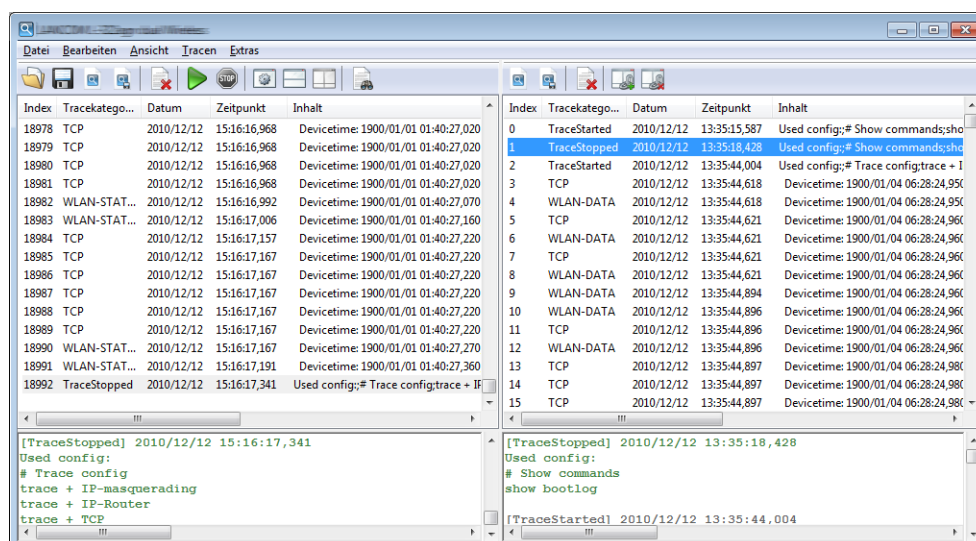 Datei Bearbeiten Ansicht Tracen Extras
STOP
Index Tracekatego... Datum Zeitpunkt Inhalt
18978 TCP 2010/12/12 15:16:16,968 Devicetime: 1900/01/01 01:40:27,020
18979 TCP 2010/12/12 15:16:16,968 Devicetime: 1900/01/01 01:40:27,020
18980 TCP 2010/12/12 15:16:16,968 Devicetime: 1900/01/01 01:40:27,020
18981 TCP 2010/12/12 15:16:16,968 Devicetime: 1900/01/01 01:40:27,020
18982 WLAN-STAT... 2010/12/12 15:16:16,992 Devicetime: 1900/01/01 01:40:27,070
18983 WLAN-STAT... 2010/12/12 15:16:17,006 Devicetime: 1900/01/01 01:40:27,160
18984 TCP 2010/12/12 15:16:17,157 Devicetime: 1900/01/01 01:40:27,220
18985 TCP 2010/12/12 15:16:17,167 Devicetime: 1900/01/01 01:40:27,220
18986 TCP 2010/12/12 15:16:17,167 Devicetime: 1900/01/01 01:40:27,220
18987 TCP 2010/12/12 15:16:17,167 Devicetime: 1900/01/01 01:40:27,220
18988 TCP 2010/12/12 15:16:17,167 Devicetime: 1900/01/01 01:40:27,220
18989 TCP 2010/12/12 15:16:17,167 Devicetime: 1900/01/01 01:40:27,220
18990 WLAN-STAT... 2010/12/12 15:16:17,167 Devicetime: 1900/01/01 01:40:27,270
18991 WLAN-STAT... 2010/12/12 15:16:17,191 Devicetime: 1900/01/01 01:40:27,360
18992 TraceStopped 2010/12/12 15:16:17,341 Used config:;# Trace config;trace + IF
[TraceStopped] 2010/12/12 15:16:17,341
Used config:
# Trace config
trace + IP-masquerading
trace + IP-Router
trace + TCP
Index Tracekatego... Datum Zeitpunkt Inhalt
0 TraceStarted 2010/12/12 13:35:15,587 Used config:;# Show commands;sho
1 TraceStopped 2010/12/12 13:35:18,428 Used config:;# Show commands;sho
2 TraceStarted 2010/12/12 13:35:44,004 Used config:;# Trace config;trace + I
3 TCP 2010/12/12 13:35:44,618 Devicetime: 1900/01/04 06:28:24,950
4 WLAN-DATA 2010/12/12 13:35:44,618 Devicetime: 1900/01/04 06:28:24,950
5 TCP 2010/12/12 13:35:44,621 Devicetime: 1900/01/04 06:28:24,960
6 WLAN-DATA 2010/12/12 13:35:44,621 Devicetime: 1900/01/04 06:28:24,960
7 TCP 2010/12/12 13:35:44,621 Devicetime: 1900/01/04 06:28:24,960
8 WLAN-DATA 2010/12/12 13:35:44,621 Devicetime: 1900/01/04 06:28:24,960
9 WLAN-DATA 2010/12/12 13:35:44,894 Devicetime: 1900/01/04 06:28:24,960
10 WLAN-DATA 2010/12/12 13:35:44,896 Devicetime: 1900/01/04 06:28:24,960
11 TCP 2010/12/12 13:35:44,896 Devicetime: 1900/01/04 06:28:24,960
12 WLAN-DATA 2010/12/12 13:35:44,896 Devicetime: 1900/01/04 06:28:24,960
13 TCP 2010/12/12 13:35:44,897 Devicetime: 1900/01/04 06:28:24,980
14 TCP 2010/12/12 13:35:44,897 Devicetime: 1900/01/04 06:28:24,980
15 TCP 2010/12/12 13:35:44,897 Devicetime: 1900/01/04 06:28:24,980
[TraceStopped] 2010/12/12 13:35:18,428
Used config:
# Show commands
show bootlog
[TraceStarted] 2010/12/12 13:35:44,004